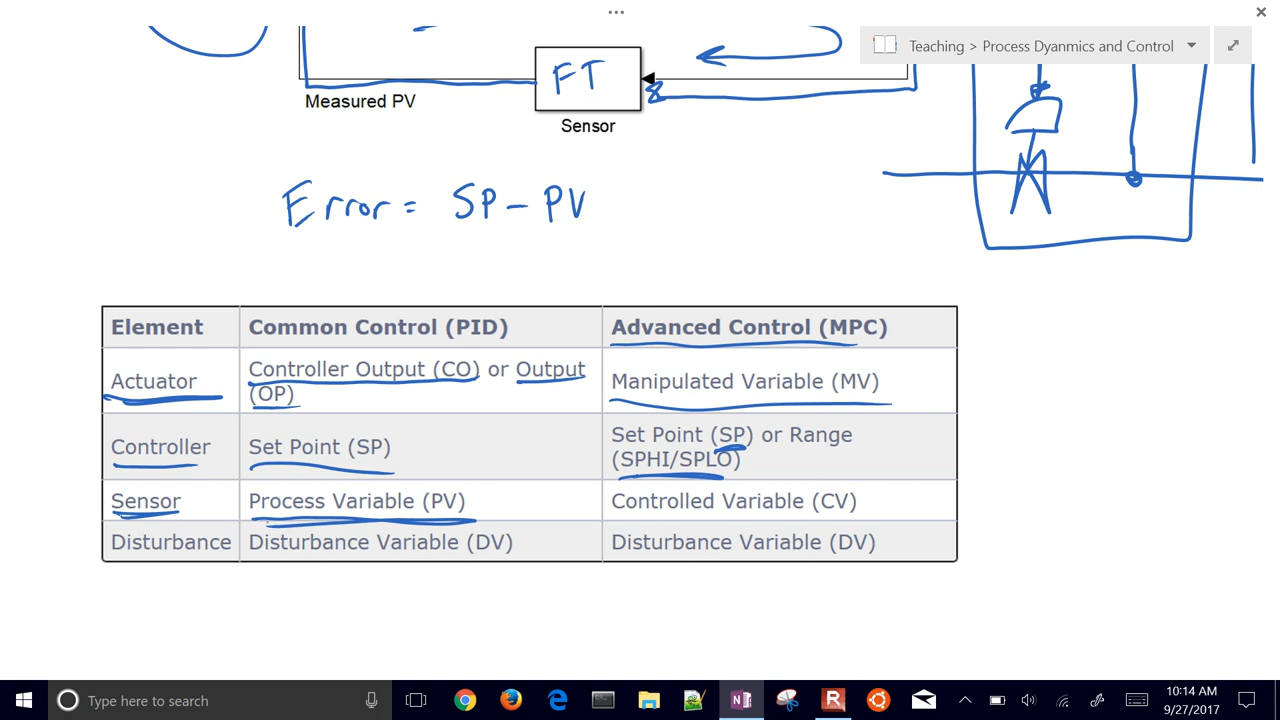 Teaching > Process Dyanmics and Control
FT
Measured PV
Sensor
Error = SP - PV
Element Common Control (PID) Advanced Control (MPC)
Actuator Controller Output (CO) or Output (OP) Manipulated Variable (MV)
Controller Set Point (SP) Set Point (SP) or Range (SPHI/SPLO)
Sensor Process Variable (PV) Controlled Variable (CV)
Disturbance Disturbance Variable (DV) Disturbance Variable (DV)
Type here to search
10:14 AM
9/27/2017